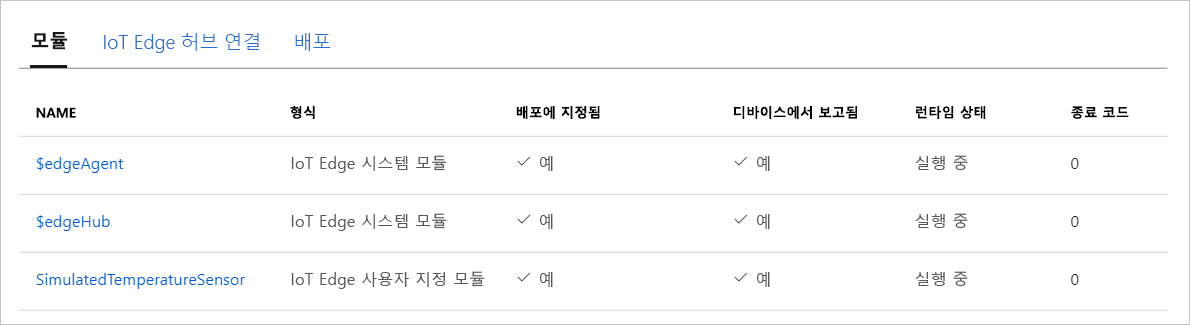 모듈 IoT Edge 허브 연결 배포
NAME 형식 배포에 지정됨 디바이스에서 보고됨 런타임 상태 종료 코드
$edgeAgent IoT Edge 시스템 모듈 예 예 실행 중 0
$edgeHub IoT Edge 시스템 모듈 예 예 실행 중 0
SimulatedTemperatureSensor IoT Edge 사용자 지정 모듈 예 예 실행 중 0